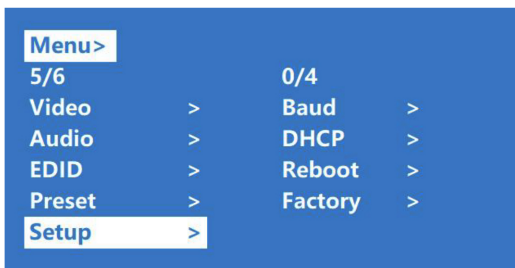 Menu>
5/6 0/4
Video > Baud >
Audio > DHCP >
EDID > Reboot >
Preset > Factory >
Setup >